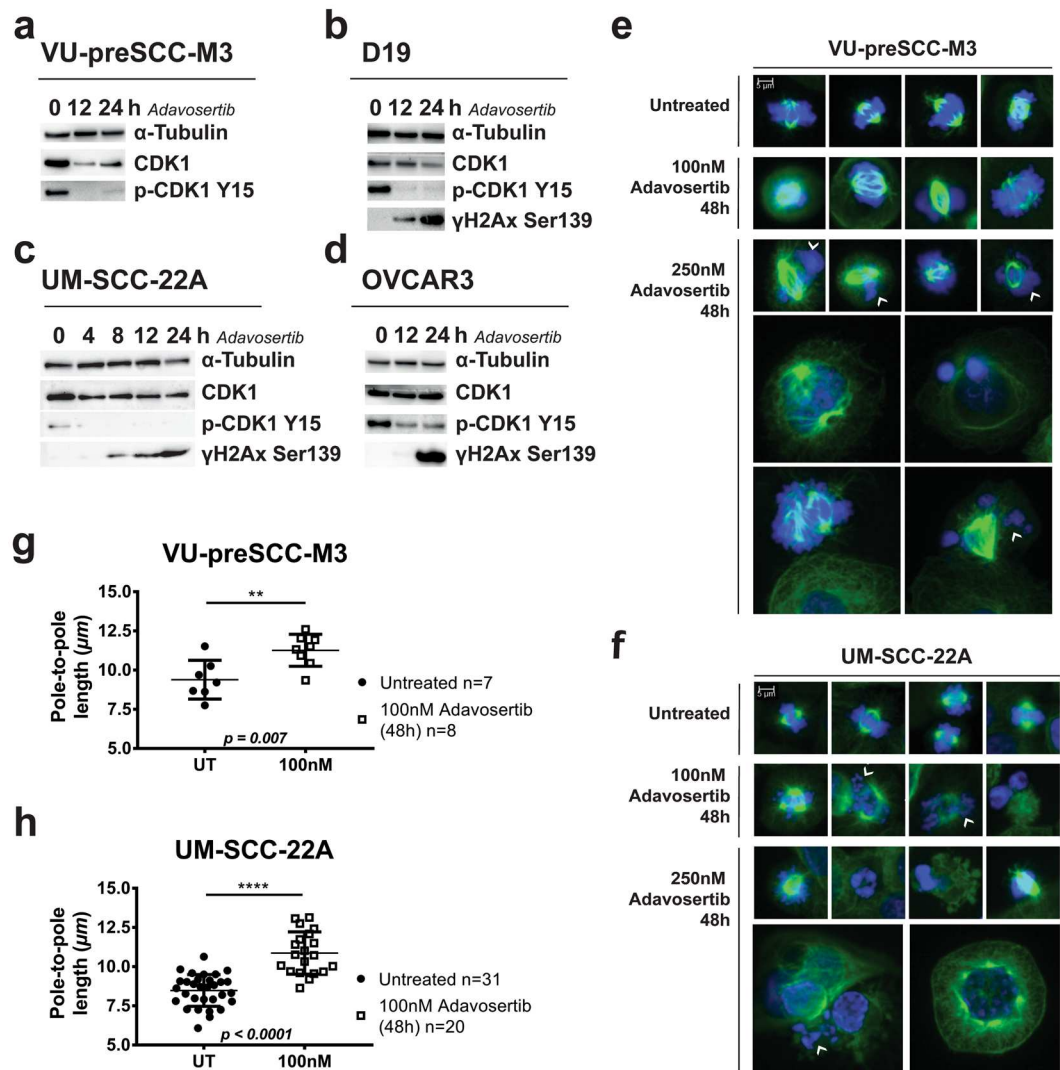 a
VU-preSCC-M3
0 12 24 h Adavosertib
α-Tubulin
CDK1
p-CDK1 Y15
b
D19
0 12 24 h Adavosertib
α-Tubulin
CDK1
p-CDK1 Y15
γH2Ax Ser139
c
UM-SCC-22A
0 4 8 12 24 h Adavosertib
α-Tubulin
CDK1
p-CDK1 Y15
γH2Ax Ser139
d
OVCAR3
0 12 24 h Adavosertib
α-Tubulin
CDK1
p-CDK1 Y15
γH2Ax Ser139
e
VU-preSCC-M3
Untreated
5 µm
100nM
Adavosertib
48h
250nM
Adavosertib
48h
f
UM-SCC-22A
Untreated
5 µm
100nM
Adavosertib
48h
250nM
Adavosertib
48h
g
VU-preSCC-M3
Pole-to-pole
length (µm)
15.0
12.5
10.0
7.5
5.0
**
p = 0.007
UT
100nM
Untreated n=7
100nM Adavosertib
(48h) n=8
h
UM-SCC-22A
Pole-to-pole
length (µm)
15.0
12.5
10.0
7.5
5.0
****
p < 0.0001
UT
100nM
Untreated n=31
100nM Adavosertib
(48h) n=20